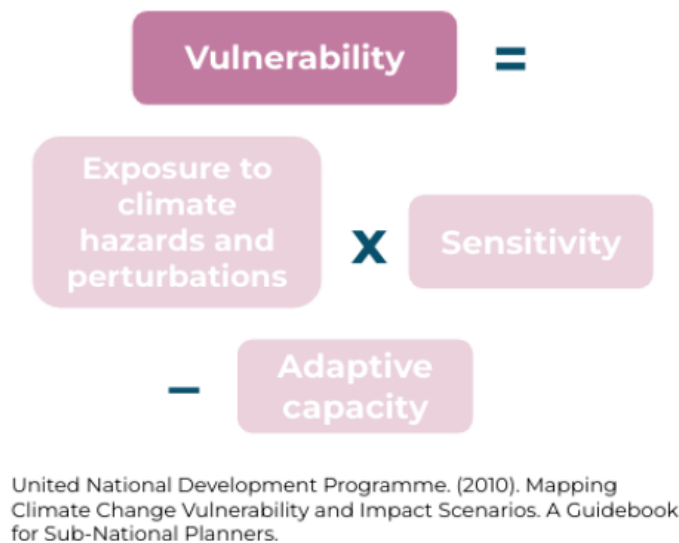 Vulnerability =
Exposure to
climate
hazards and
perturbations
x Sensitivity
– Adaptive
capacity
United National Development Programme. (2010). Mapping
Climate Change Vulnerability and Impact Scenarios. A Guidebook
for Sub-National Planners.